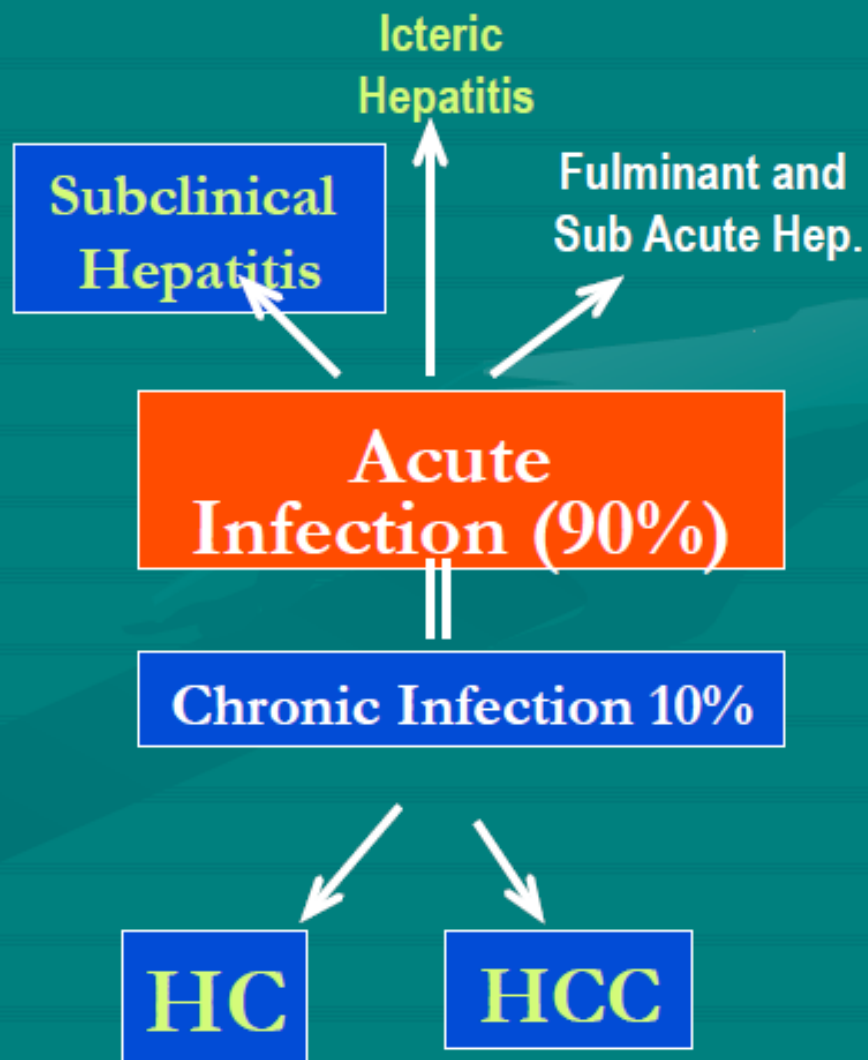 Icteric
Hepatitis
Subclinical
Hepatitis
Fulminant and
Sub Acute Hep.
Acute
Infection (90%)
Chronic Infection 10%
HC
HCC